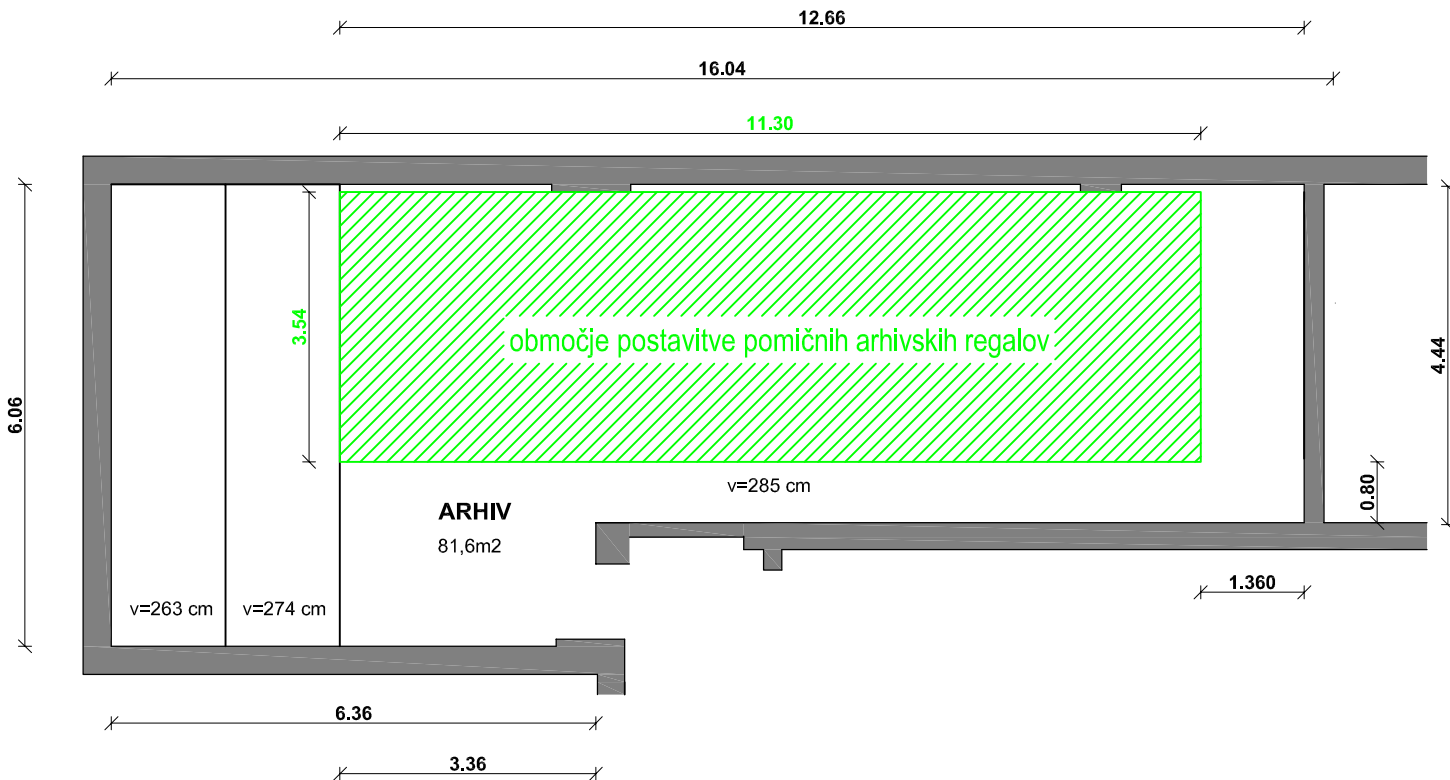 12.66
16.04
11.30
3.54
6.06
4.44
območje postavitve pomičnih arhivskih regalov
v=285 cm
0.80
ARHIV
81,6m2
1.360
v=263 cm
v=274 cm
6.36
3.36